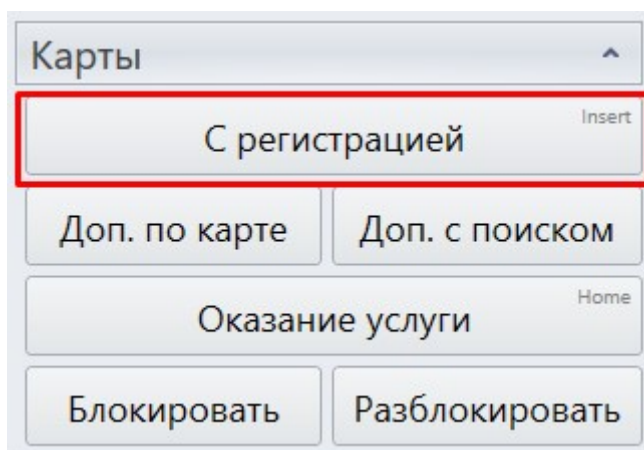 Карты
С регистрацией
Insert
Доп. по карте
Доп. с поиском
Оказание услуги
Home
Блокировать
Разблокировать